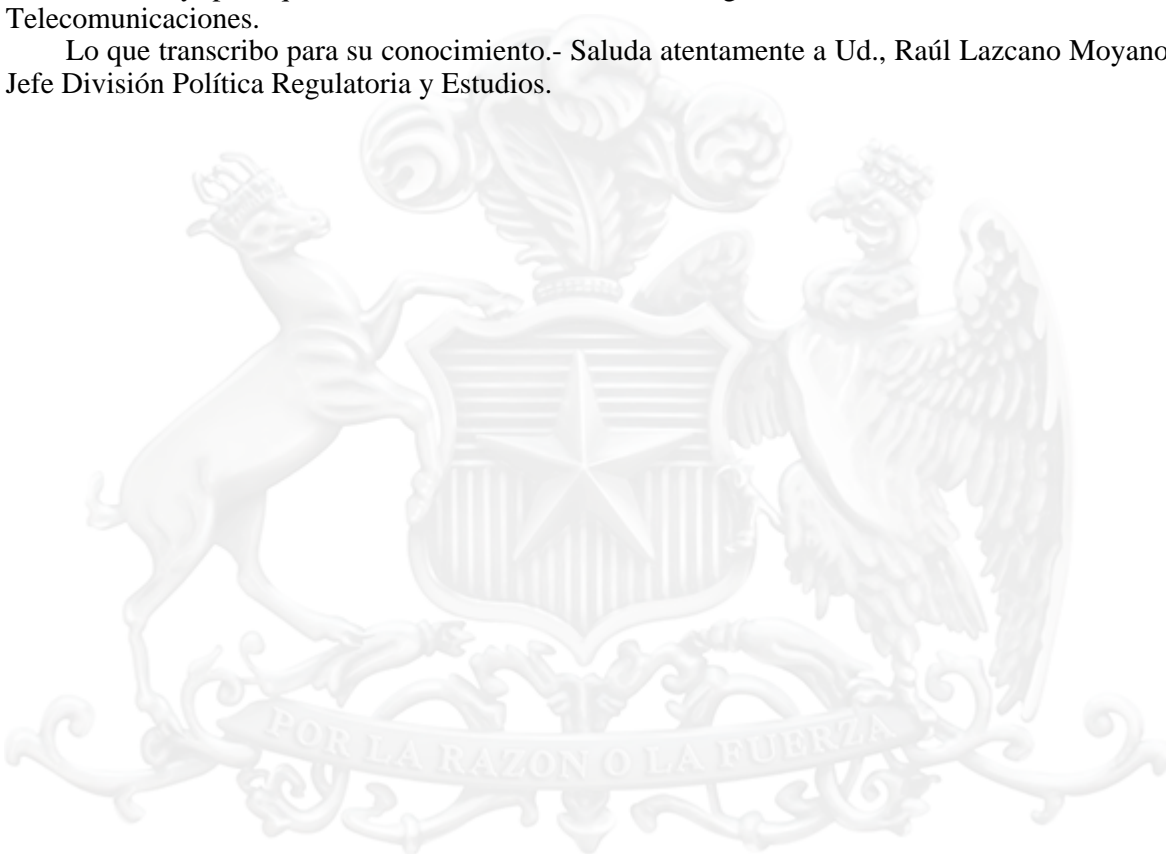 Telecomunicaciones.
Lo que transcribo para su conocimiento.- Saluda atentamente a Ud., Raúl Lazcano Moyano
Jefe División Política Regulatoria y Estudios.
POR LA RAZON O LA FUERZA